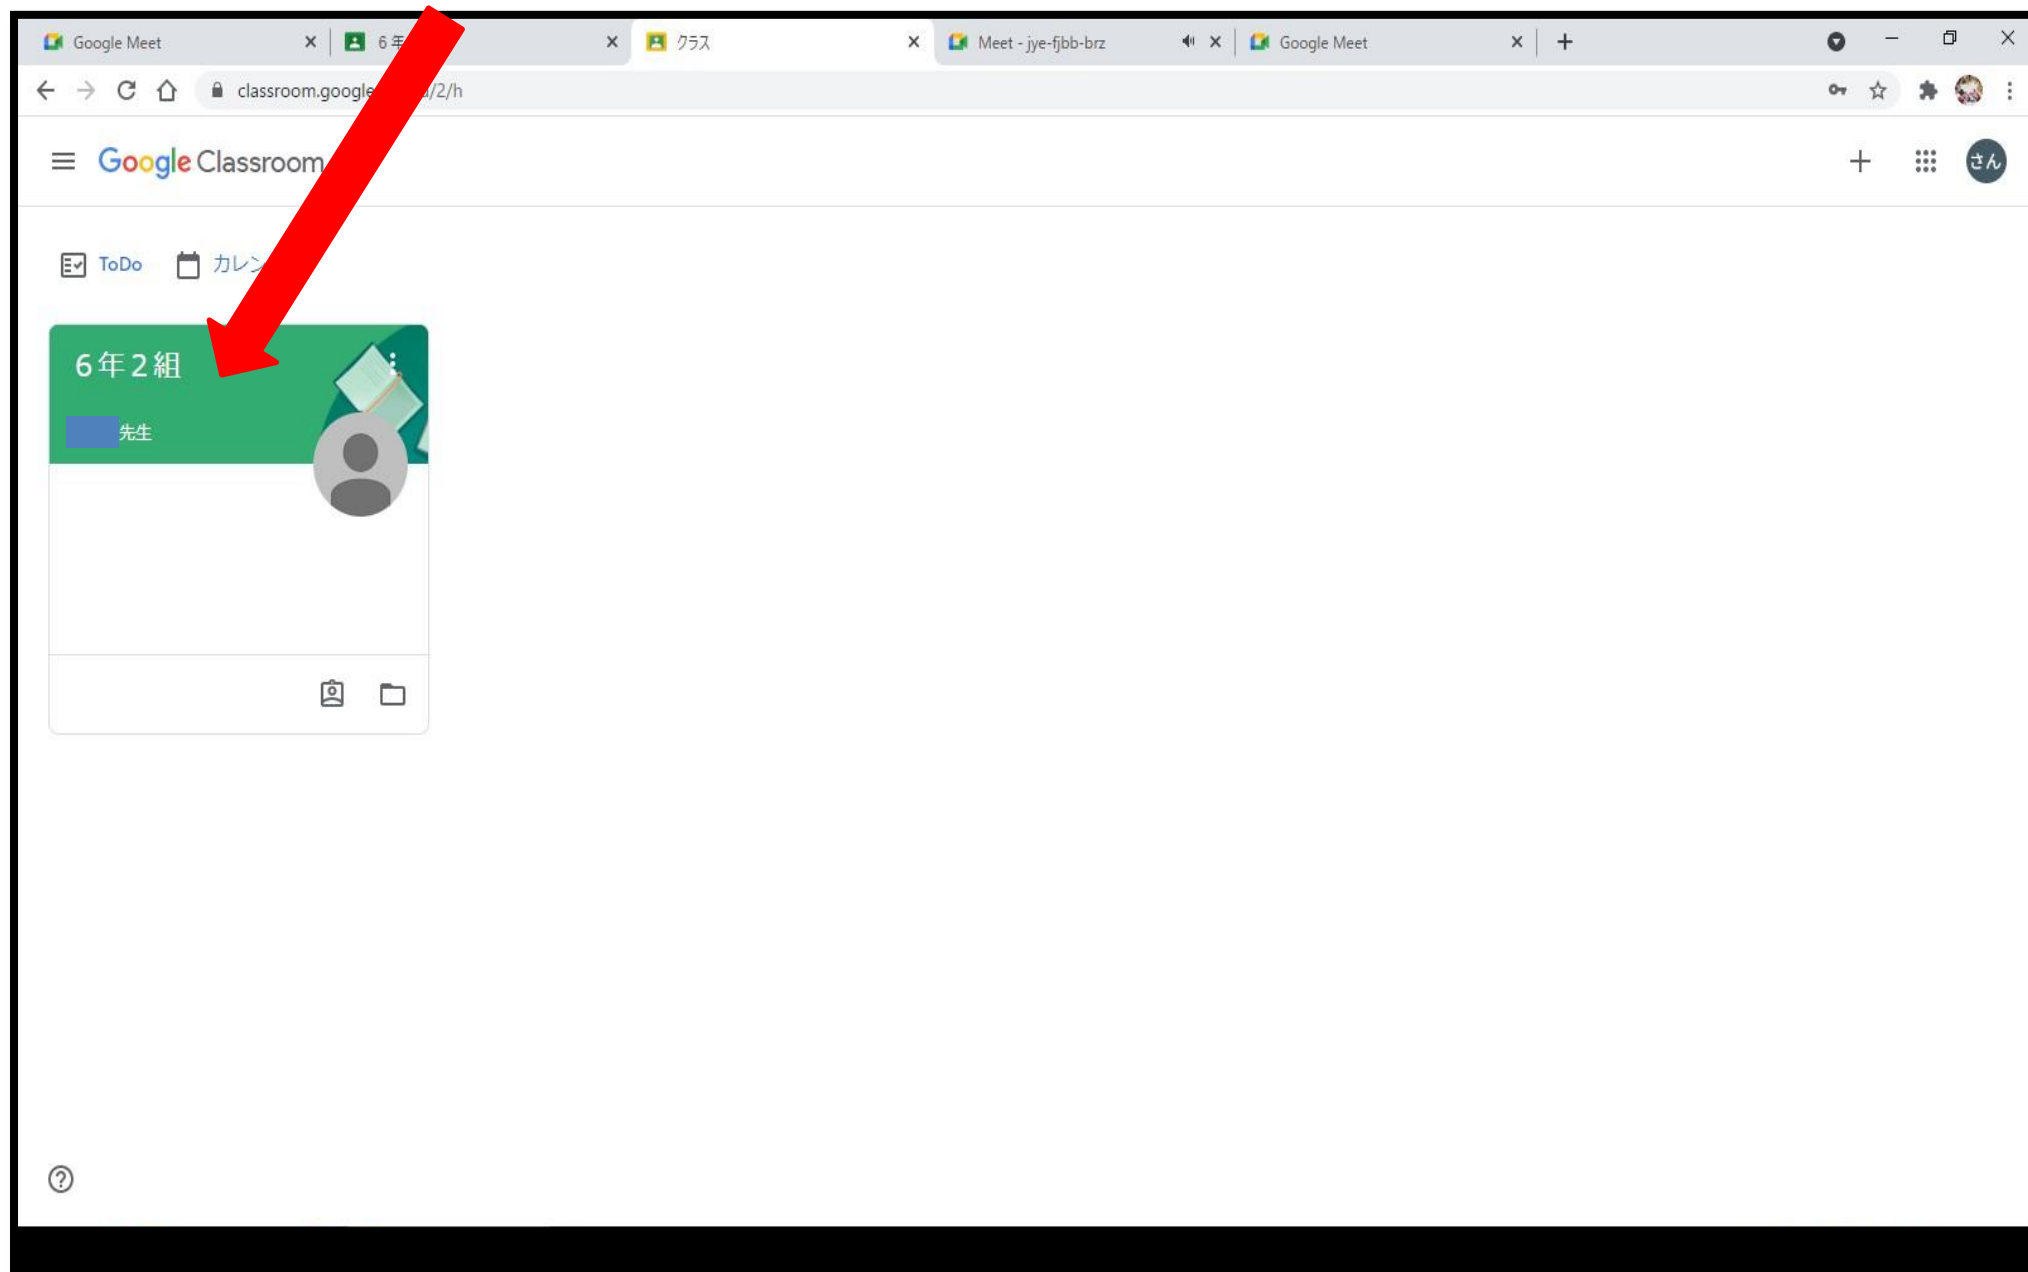 Google Meet
6年
クラス
Meet - jye-fjbb-brz
Google Meet
classroom.google
/2/h
Google Classroom
さん
ToDo
カレン
6年2組
先生